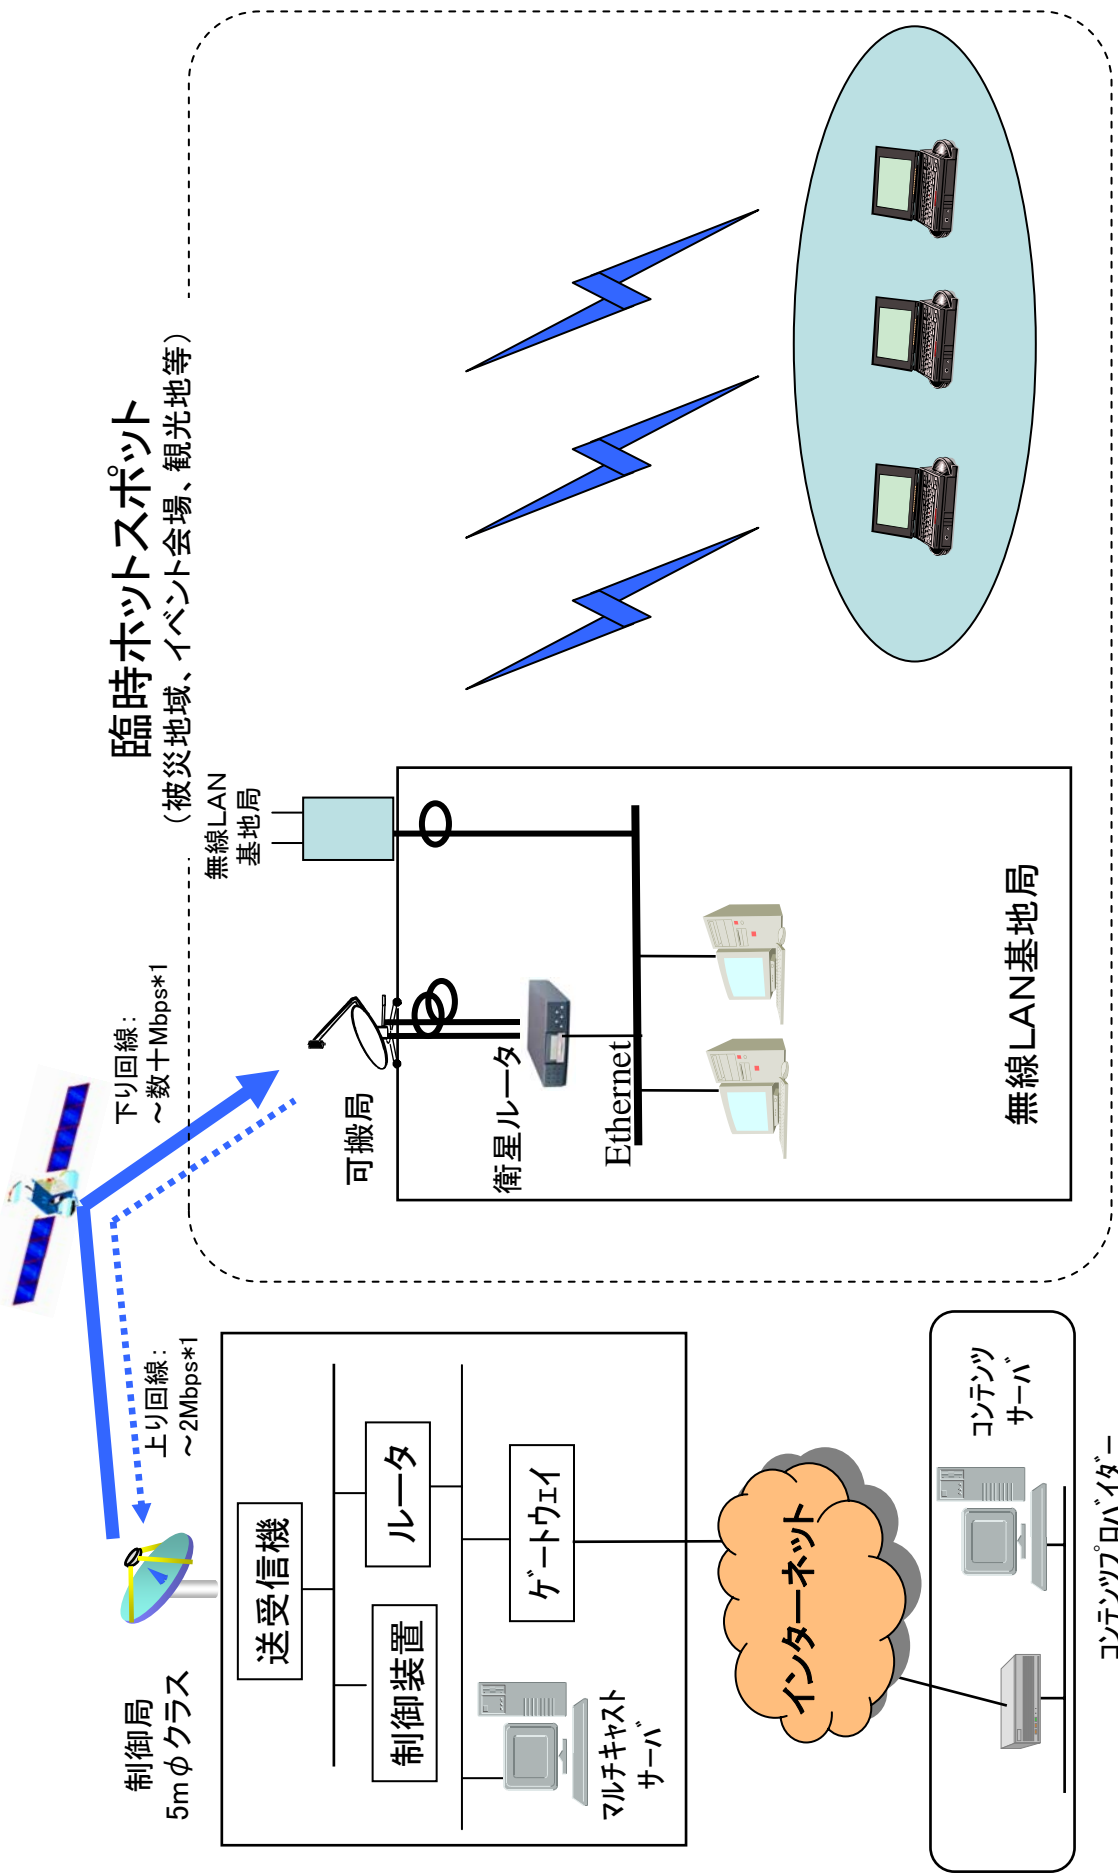 臨時ホットスポット
（被災地域、イベント会場、観光地等）
下り回線：
～数十Mbps*1
上り回線：
～2Mbps*1
制御局
5mφクラス
送受信機
ルータ
制御装置
ゲートウェイ
マルチキャスト
サーバ
インターネット
コンテンツ
サーバ
コンテンツプロバイダー
可搬局
無線LAN
基地局
衛星ルータ
Ethernet
無線LAN基地局